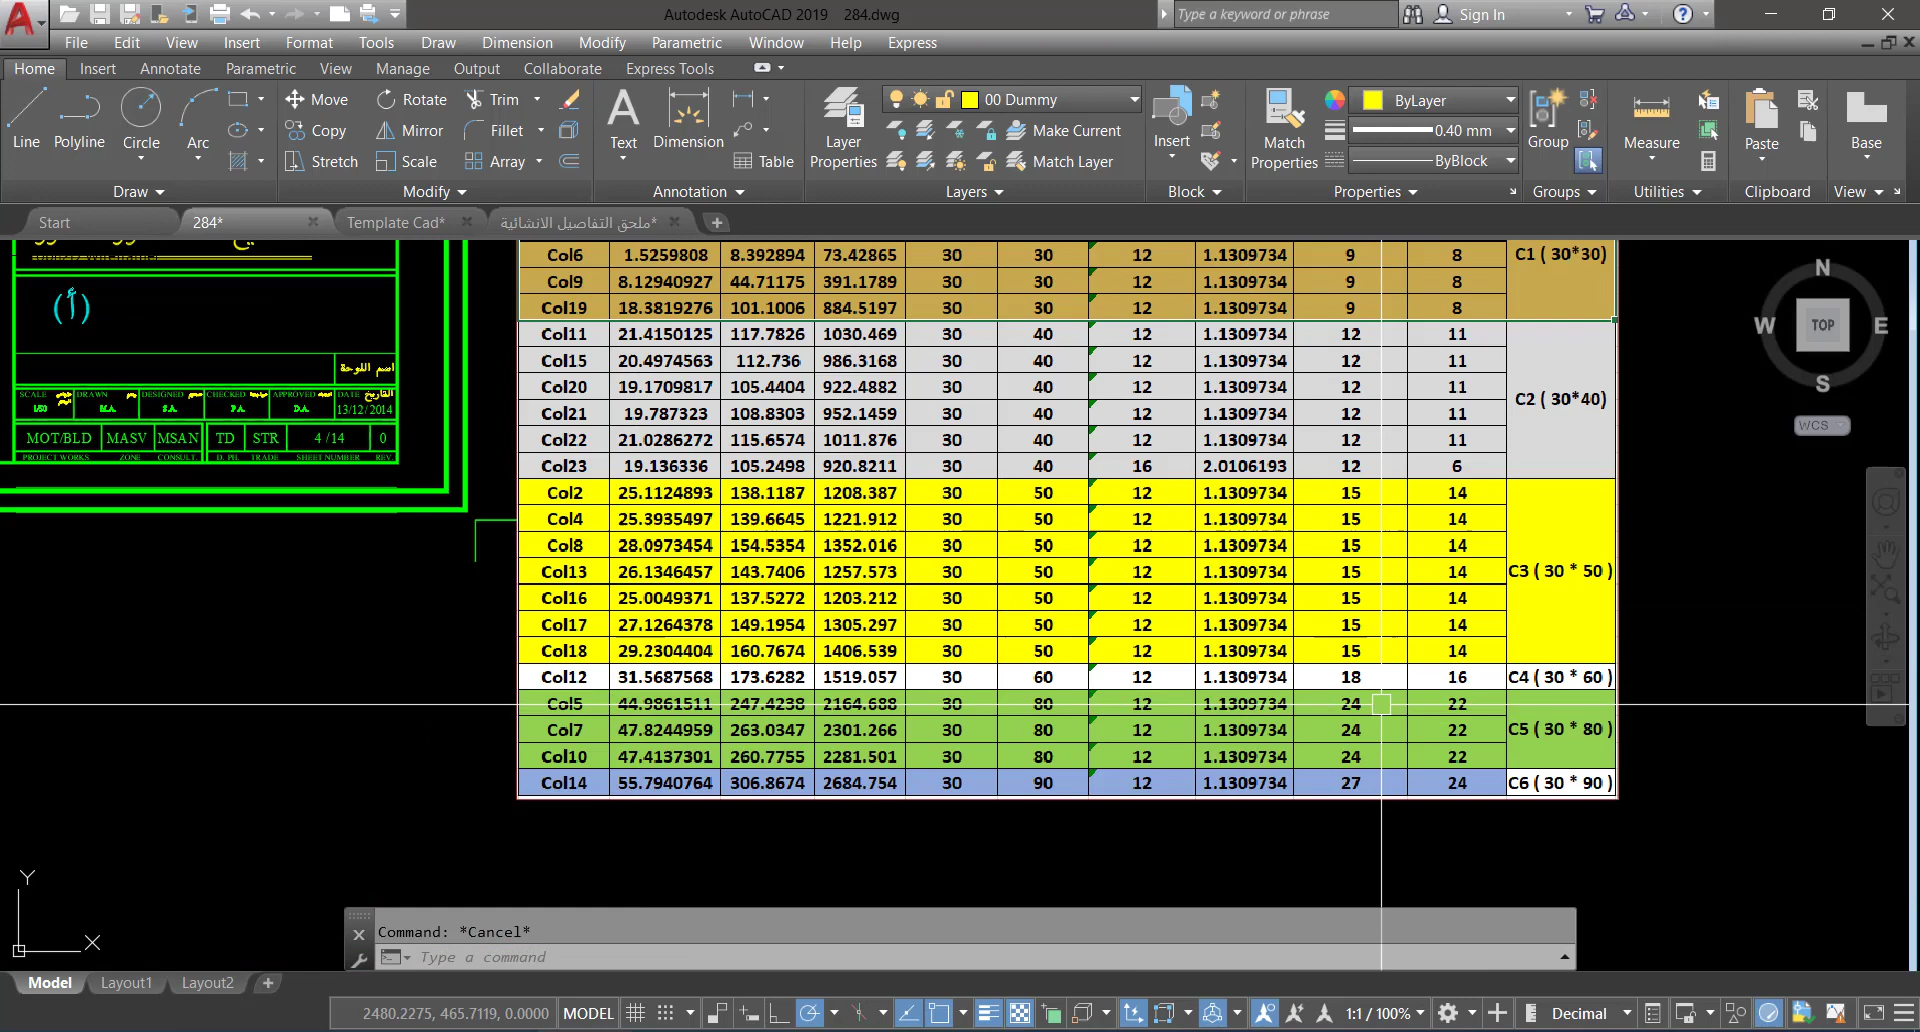 Autodesk AutoCAD 2019 284.dwg
Type a keyword or phrase
Sign In
File Edit View Insert Format Tools Draw Dimension Modify Parametric Window Help Express
Home Insert Annotate Parametric View Manage Output Collaborate Express Tools
Line Polyline Circle Arc
Move Rotate Trim
Copy Mirror Fillet
Stretch Scale Array
Text Dimension Table
Layer Properties
00 Dummy
Make Current
Match Layer
Insert
Match Properties
ByLayer
0.40 mm
ByBlock
Group
Measure
Paste
Base
Draw Modify Annotation Layers Block Properties Groups Utilities Clipboard View
Start 284* Template Cad* ملحق التفاصيل الانشائية*
Col6 1.5259808 8.392894 73.42865 30 30 12 1.1309734 9 8 C1 ( 30*30)
Col9 8.12940927 44.71175 391.1789 30 30 12 1.1309734 9 8
Col19 18.3819276 101.1006 884.5197 30 30 12 1.1309734 9 8
Col11 21.4150125 117.7826 1030.469 30 40 12 1.1309734 12 11
Col15 20.4974563 112.736 986.3168 30 40 12 1.1309734 12 11
Col20 19.1709817 105.4404 922.4882 30 40 12 1.1309734 12 11
C2 ( 30*40)
Col21 19.787323 108.8303 952.1459 30 40 12 1.1309734 12 11
Col22 21.0286272 115.6574 1011.876 30 40 12 1.1309734 12 11
Col23 19.136336 105.2498 920.8211 30 40 16 2.0106193 12 6
Col2 25.1124893 138.1187 1208.387 30 50 12 1.1309734 15 14
Col4 25.3935497 139.6645 1221.912 30 50 12 1.1309734 15 14
Col8 28.0973454 154.5354 1352.016 30 50 12 1.1309734 15 14
Col13 26.1346457 143.7406 1257.573 30 50 12 1.1309734 15 14 C3 ( 30 * 50 )
Col16 25.0049371 137.5272 1203.212 30 50 12 1.1309734 15 14
Col17 27.1264378 149.1954 1305.297 30 50 12 1.1309734 15 14
Col18 29.2304404 160.7674 1406.539 30 50 12 1.1309734 15 14
Col12 31.5687568 173.6282 1519.057 30 60 12 1.1309734 18 16 C4 ( 30 * 60 )
Col5 44.9861511 247.4238 2164.688 30 80 12 1.1309734 24 22
Col7 47.8244959 263.0347 2301.266 30 80 12 1.1309734 24 22 C5 ( 30 * 80 )
Col10 47.4137301 260.7755 2281.501 30 80 12 1.1309734 24 22
Col14 55.7940764 306.8674 2684.754 30 90 12 1.1309734 27 24 C6 ( 30 * 90 )
(أ)
اسم اللوحة
SCALE DRAWN DESIGNED CHECKED APPROVED DATE التاريخ
1/50 M.A. S.A. P.A. D.A. 13/12/2014
MOT/BLD MASV MSAN TD STR 4 /14 0
PROJECT WORKS ZONE CONSULT. D. PH. TRADE SHEET NUMBER REV.
N
W TOP E
S
WCS
Y
X
Command: *Cancel*
Type a command
Model Layout1 Layout2
2480.2275, 465.7119, 0.0000 MODEL 1:1 / 100% Decimal